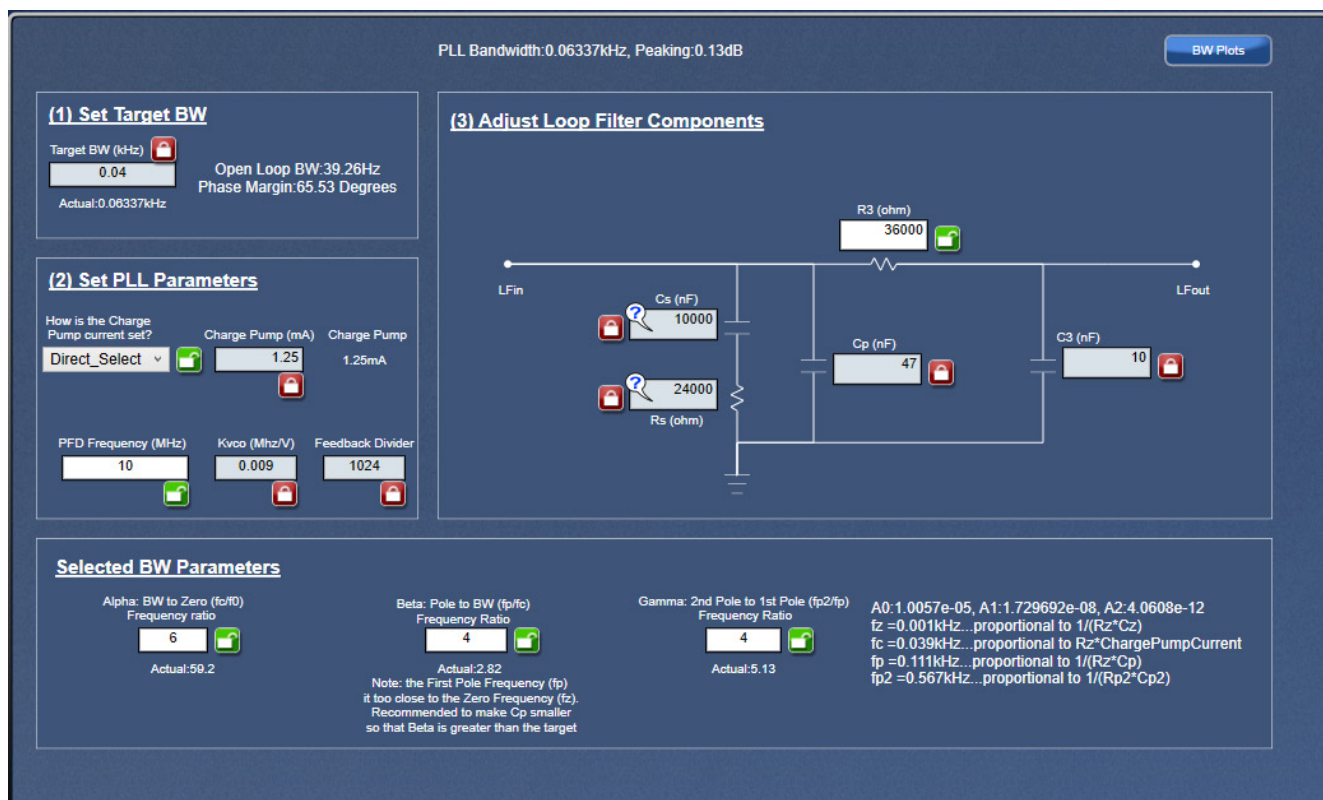 PLL Bandwidth:0.06337kHz, Peaking:0.13dB
BW Plots
(1) Set Target BW
Target BW (kHz)
0.04
Actual:0.06337kHz
Open Loop BW:39.26Hz
Phase Margin:65.53 Degrees
(2) Set PLL Parameters
How is the Charge
Pump current set?
Direct_Select
Charge Pump (mA)
1.25
Charge Pump
1.25mA
PFD Frequency (MHz)
10
Kvco (Mhz/V)
0.009
Feedback Divider
1024
(3) Adjust Loop Filter Components
R3 (ohm)
36000
LFin
LFout
Cs (nF)
?
10000
Cp (nF)
47
C3 (nF)
10
?
24000
Rs (ohm)
Selected BW Parameters
Alpha: BW to Zero (fc/f0)
Frequency ratio
6
Actual:59.2
Beta: Pole to BW (fp/fc)
Frequency Ratio
4
Actual:2.82
Note: the First Pole Frequency (fp)
it too close to the Zero Frequency (fz).
Recommended to make Cp smaller
so that Beta is greater than the target
Gamma: 2nd Pole to 1st Pole (fp2/fp)
Frequency Ratio
4
Actual:5.13
A0:1.0057e-05, A1:1.729692e-08, A2:4.0608e-12
fz =0.001kHz...proportional to 1/(Rz*Cz)
fc =0.039kHz...proportional to Rz*ChargePumpCurrent
fp =0.111kHz...proportional to 1/(Rz*Cp)
fp2 =0.567kHz...proportional to 1/(Rp2*Cp2)